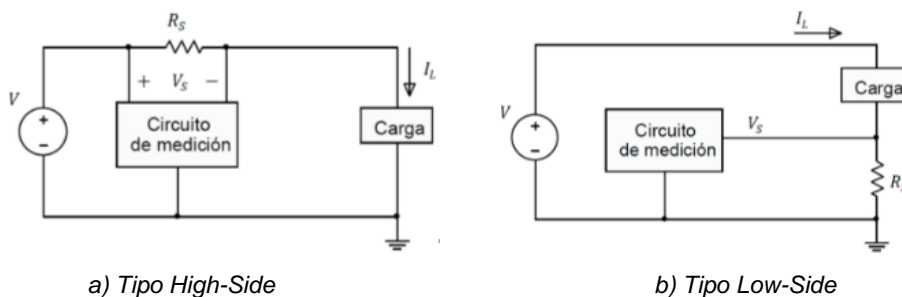 R_S
+ V_S −
I_L
V
+
−
Circuito
de medición
Carga
a) Tipo High-Side
I_L
V
+
−
Carga
V_S
Circuito
de medición
R
b) Tipo Low-Side